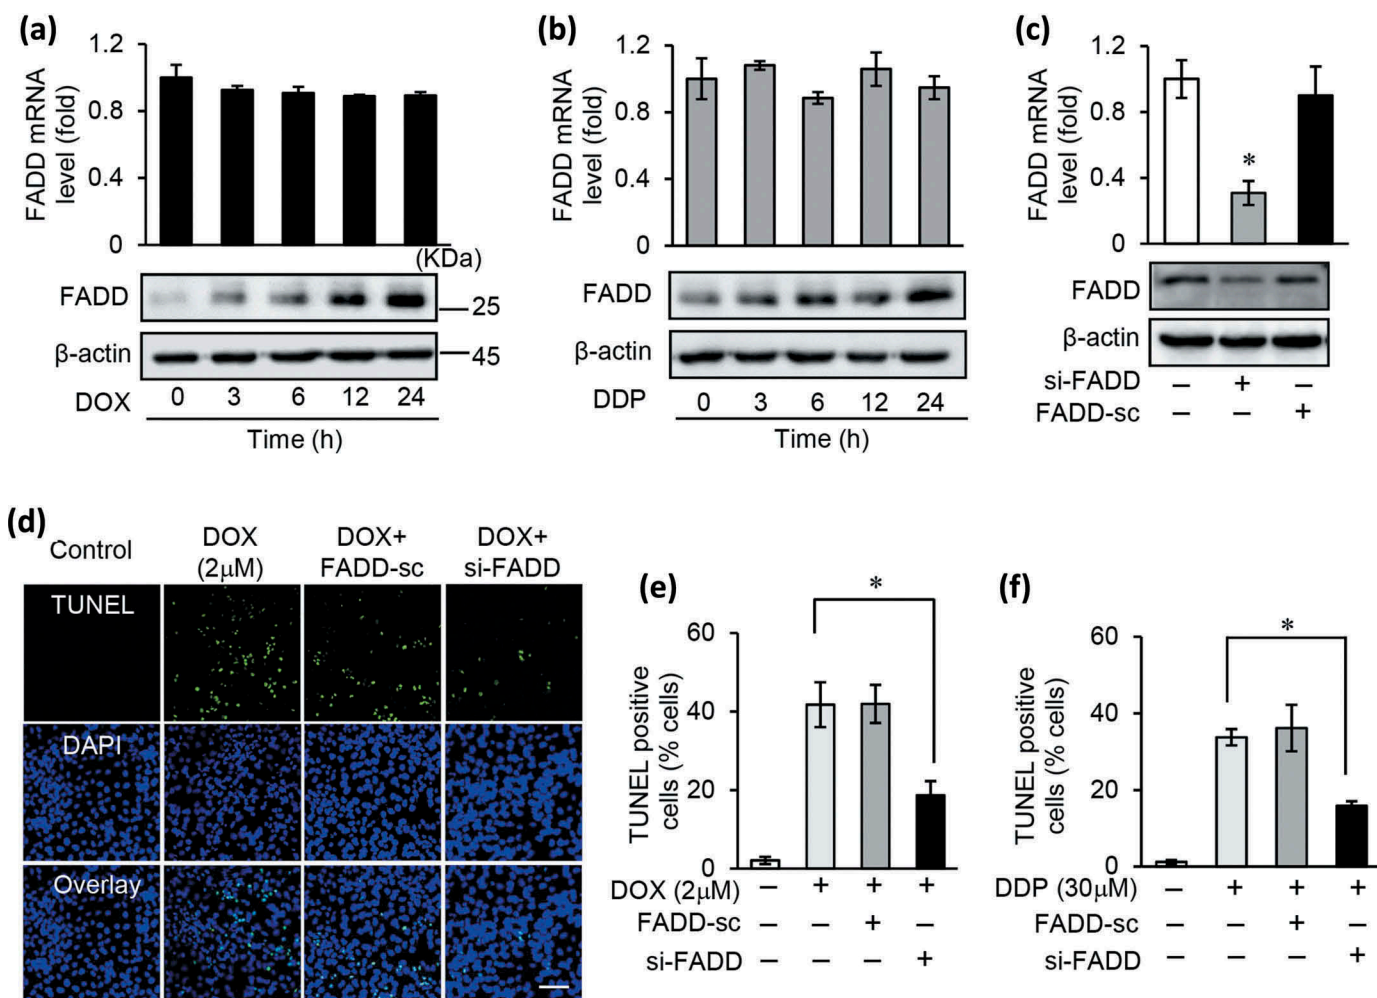 (a)
1.2
0.8
0.4
0
FADD mRNA
level (fold)
(KDa)
FADD
25
β-actin
45
DOX 0 3 6 12 24
Time (h)
(b)
1.2
0.8
0.4
0
FADD mRNA
level (fold)
FADD
β-actin
DDP 0 3 6 12 24
Time (h)
(c)
1.2
0.8
0.4
0
FADD mRNA
level (fold)
*
FADD
β-actin
si-FADD – + –
FADD-sc – – +
(d)
Control
DOX
(2μM)
DOX+
FADD-sc
DOX+
si-FADD
TUNEL
DAPI
Overlay
(e)
*
60
40
20
0
TUNEL positive
cells (% cells)
DOX (2μM) – + + +
FADD-sc – – + –
si-FADD – – – +
(f)
*
60
40
20
0
TUNEL positive
cells (% cells)
DDP (30μM) – + + +
FADD-sc – – + –
si-FADD – – – +